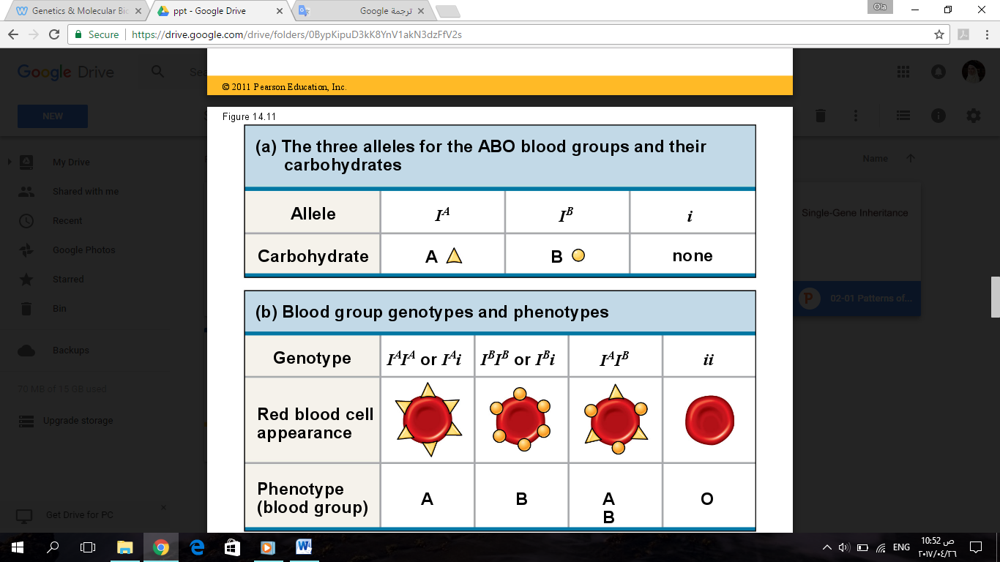 Genetics & Molecular Bio
ppt - Google Drive
ترجمة Google
Ola
Secure
https://drive.google.com/drive/folders/0BypKipuD3kK8YnV1akN3dzFfV2s
Google Drive
Sea
© 2011 Pearson Education, Inc.
NEW
My Drive
Shared with me
Recent
Google Photos
Starred
Bin
Backups
70 MB of 15 GB used
Upgrade storage
Get Drive for PC
Name
Single-Gene Inheritance
02-01 Patterns of...
Figure 14.11
(a) The three alleles for the ABO blood groups and their
carbohydrates
Allele I^A I^B i
Carbohydrate A B none
(b) Blood group genotypes and phenotypes
Genotype I^AI^A or I^Ai I^BI^B or I^Bi I^AI^B ii
Red blood cell
appearance
Phenotype
(blood group) A B A B O
ENG
10:52 ص
٢٠١٧/٠٤/٢٦